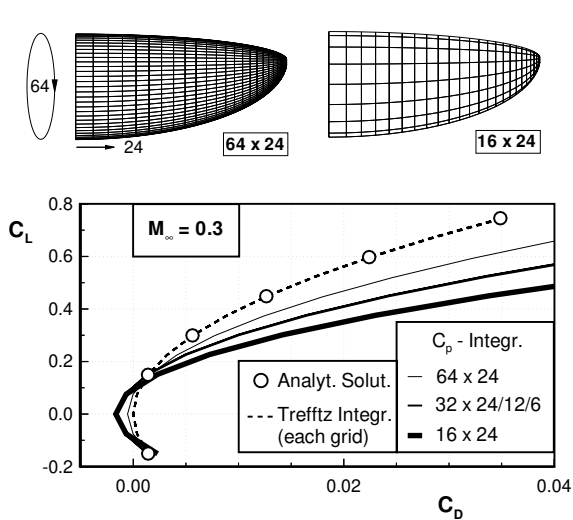 64
24
64 x 24
16 x 24
C_L
0.8
0.6
0.4
0.2
0.0
-0.2
M_∞ = 0.3
C_p - Integr.
64 x 24
32 x 24/12/6
16 x 24
Analyt. Solut.
Trefftz Integr.
(each grid)
0.00
0.02
0.04
C_D